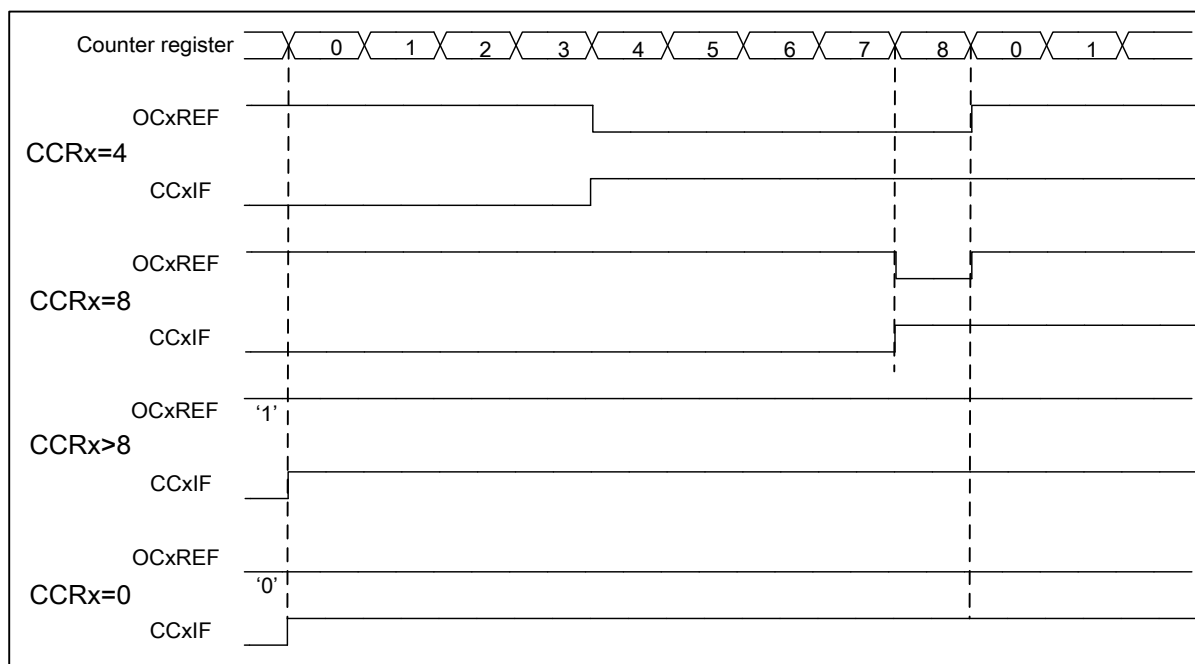 Counter register 0 1 2 3 4 5 6 7 8 0 1
OCxREF
CCRx=4
CCxIF
OCxREF
CCRx=8
CCxIF
OCxREF ‘1’
CCRx>8
CCxIF
OCxREF
‘0’
CCRx=0
CCxIF